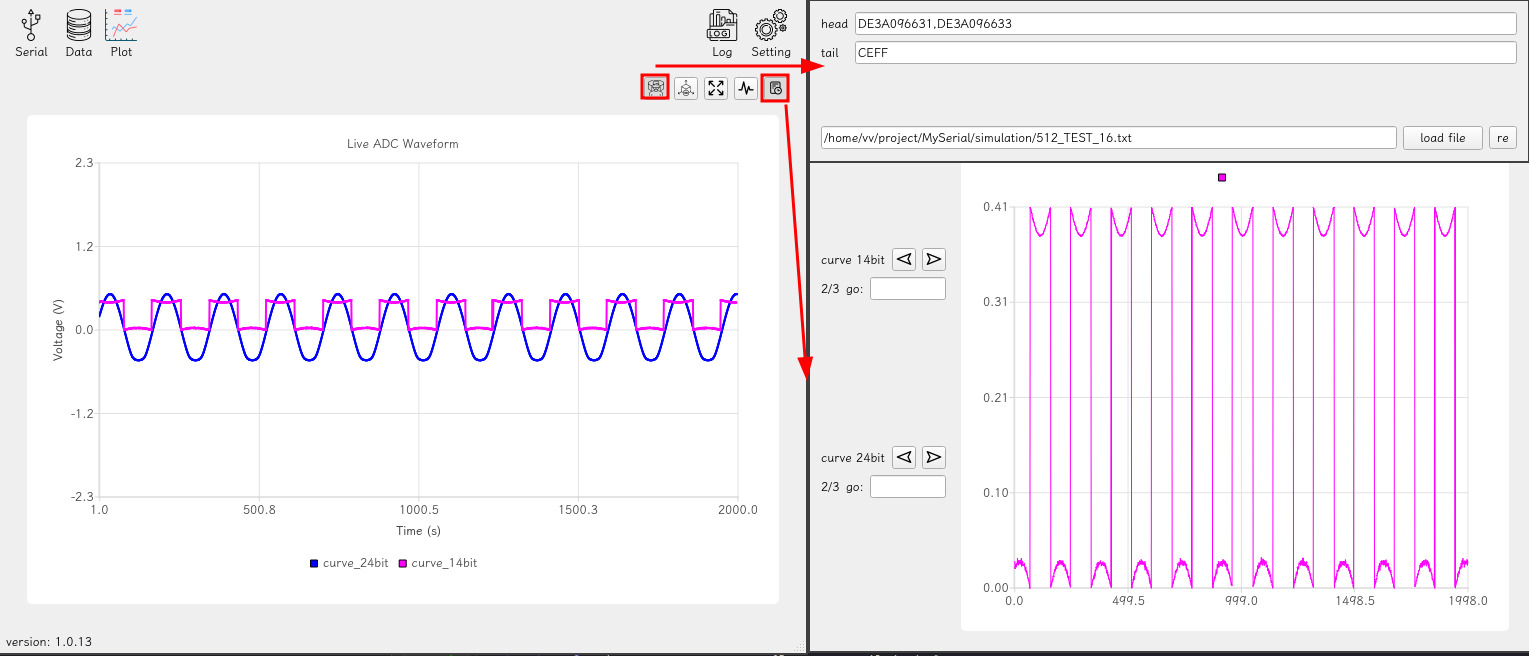 Serial Data Plot
LOG
Log Setting
Live ADC Waveform
2.3
1.2
0.0
-1.2
-2.3
Voltage (V)
1.0 500.8 1000.5 1500.3 2000.0
Time (s)
curve_24bit curve_14bit
version: 1.0.13
head DE3A096631,DE3A096633
tail CEFF
/home/vv/project/MySerial/simulation/512_TEST_16.txt load file re
curve 14bit
2/3 go:
curve 24bit
2/3 go:
0.41
0.31
0.21
0.10
0.00
0.0 499.5 999.0 1498.5 1998.0